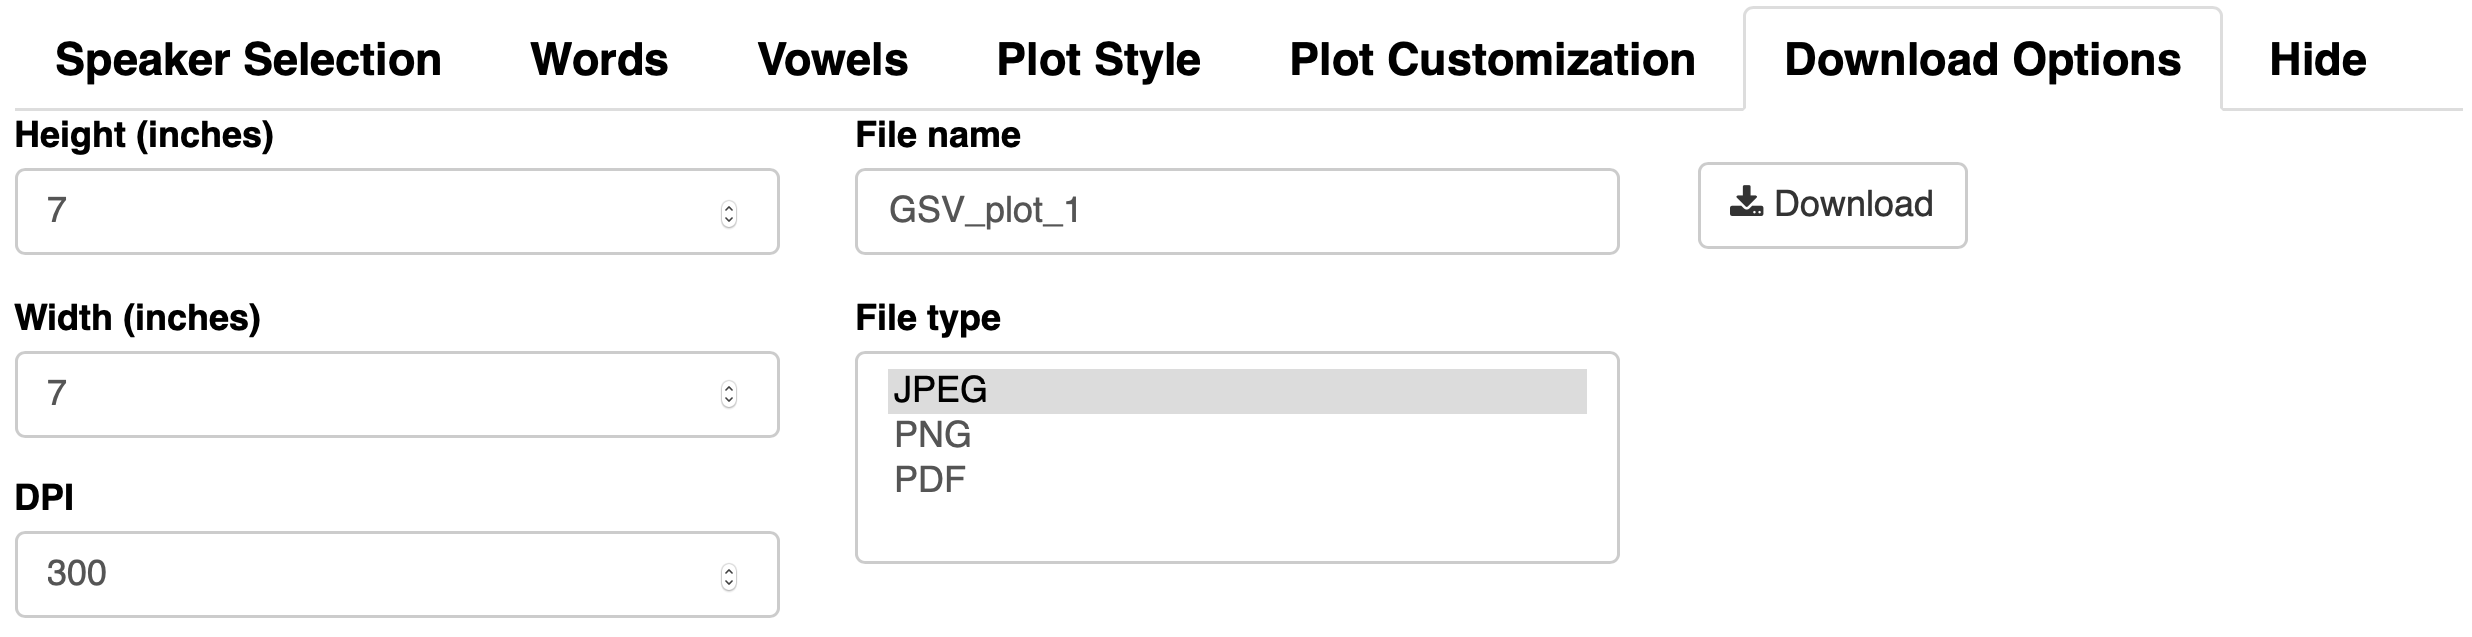 Speaker Selection Words Vowels Plot Style Plot Customization Download Options Hide
Height (inches)
7
Width (inches)
7
DPI
300
File name
GSV_plot_1
File type
JPEG
PNG
PDF
Download